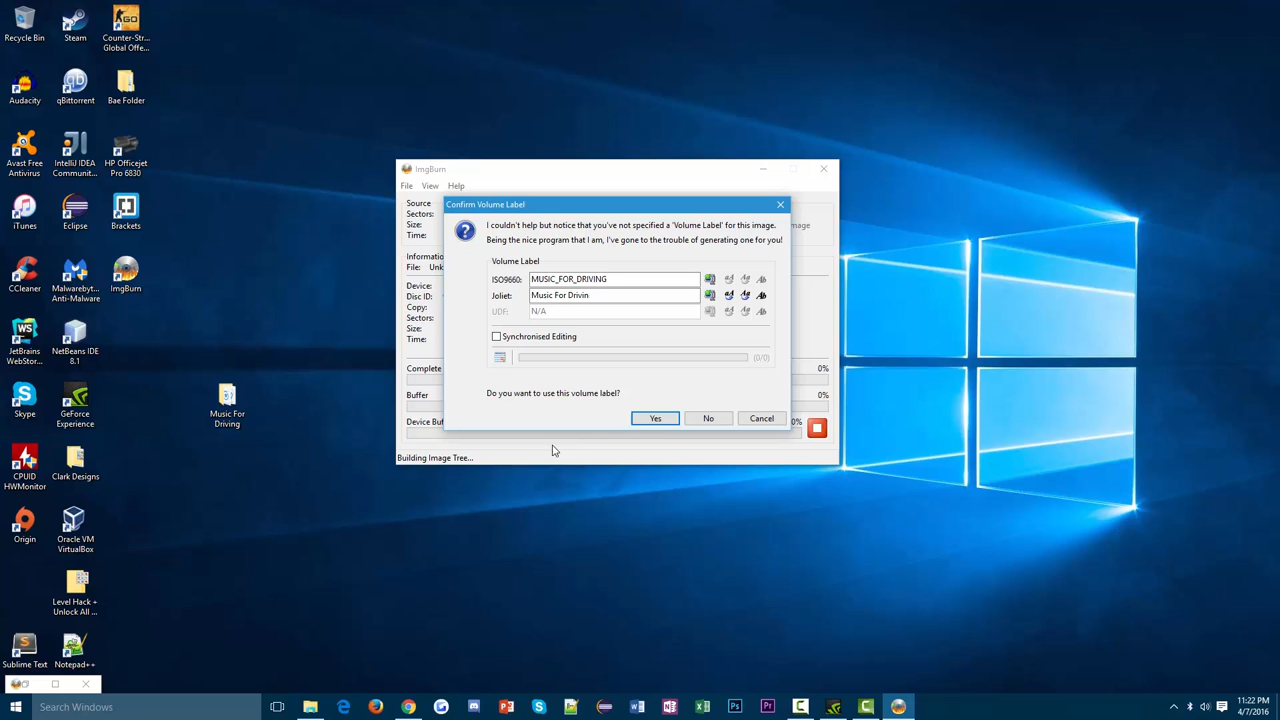 Recycle Bin
Steam
Counter-Str...
Global Offe...
Audacity
qBittorrent
Bae Folder
Avast Free
Antivirus
IntelliJ IDEA
Communit...
HP Officejet
Pro 6830
iTunes
Eclipse
Brackets
CCleaner
Malwarebyt...
Anti-Malware
ImgBurn
JetBrains
WebStor...
NetBeans IDE
8.1
Skype
GeForce
Experience
Music For
Driving
CPUID
HWMonitor
Clark Designs
Origin
Oracle VM
VirtualBox
Level Hack +
Unlock All ...
Sublime Text
Notepad++
ImgBurn
File View Help
Source
Sectors:
Size:
Time:
Informa
File: Unk
Device:
Disc ID:
Copy:
Sectors:
Size:
Time:
Complete
0%
Buffer
0%
Device Buf
0%
Building Image Tree...
Confirm Volume Label
I couldn't help but notice that you've not specified a 'Volume Label' for this image.
Being the nice program that I am, I've gone to the trouble of generating one for you!
Volume Label
ISO9660: MUSIC_FOR_DRIVING
Joliet: Music For Drivin
UDF: N/A
Synchronised Editing
(0/0)
Do you want to use this volume label?
Yes No Cancel
Search Windows
11:22 PM
4/7/2016